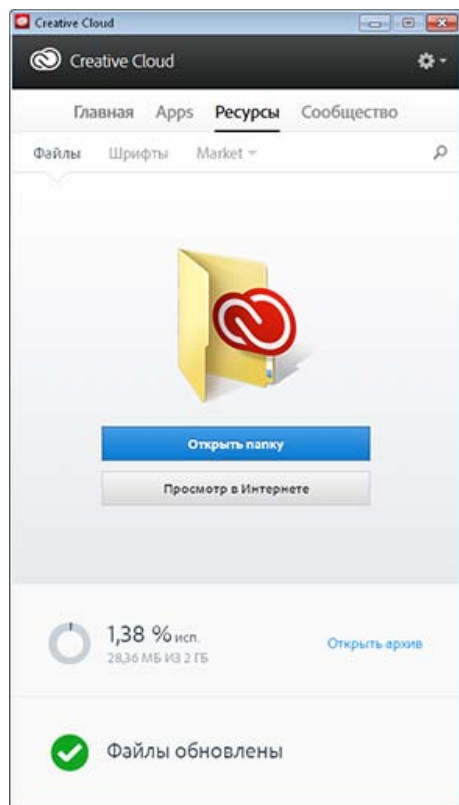 Creative Cloud
Creative Cloud
Главная Apps Ресурсы Сообщество
Файлы Шрифты Market
Открыть папку
Просмотр в Интернете
1,38 % исп.
28,36 МБ ИЗ 2 ГБ
Открыть архив
Файлы обновлены